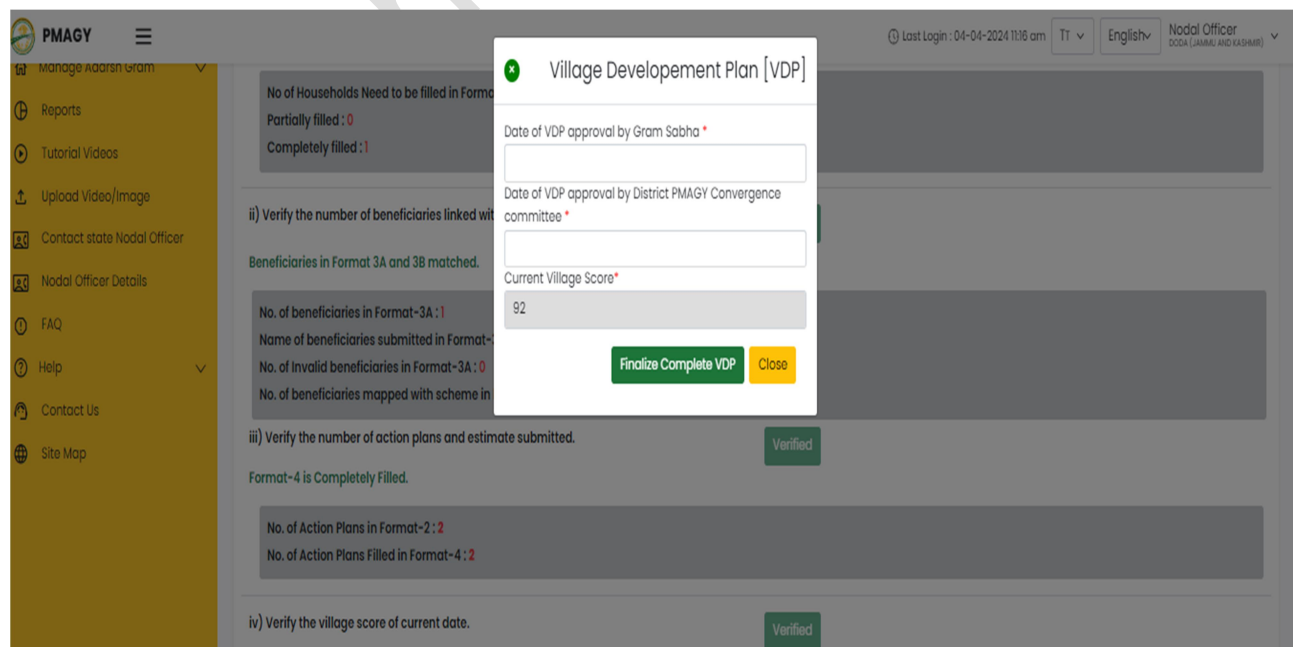 PMAGY
Last Login : 04-04-2024 11:16 am
TT
English
Nodal Officer
DODA (JAMMU AND KASHMIR)
Manage Adarsh Gram
Reports
Tutorial Videos
Upload Video/Image
Contact state Nodal Officer
Nodal Officer Details
FAQ
Help
Contact Us
Site Map
No of Households Need to be filled in
Partially filled : 0
Completely filled : 1
ii) Verify the number of beneficiaries linked
Beneficiaries in Format 3A and 3B matched.
No. of beneficiaries in Format-3A : 1
Name of beneficiaries submitted in Format-
No. of Invalid beneficiaries in Format-3A : 0
No. of beneficiaries mapped with scheme in
Village Developement Plan [VDP]
Date of VDP approval by Gram Sabha *
Date of VDP approval by District PMAGY Convergence
committee *
Current Village Score*
92
Finalize Complete VDP
Close
iii) Verify the number of action plans and estimate submitted.
Verified
Format-4 is Completely Filled.
No. of Action Plans in Format-2 : 2
No. of Action Plans Filled in Format-4 : 2
iv) Verify the village score of current date.
Verified